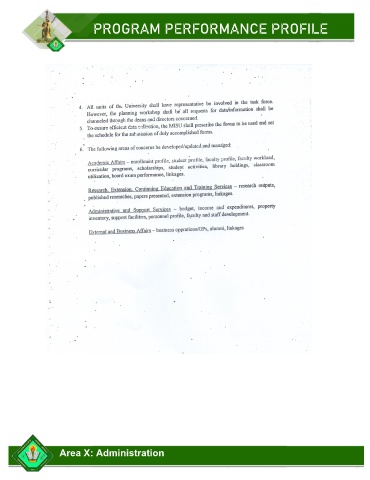 PROGRAM PERFORMANCE PROFILE
4. All units of the University shall have representative be involved in the task force.
However, the planning workshop shall be all requests for data/information shall be
channeled through the deans and directors concerned.
5. To ensure efficient data collection, the MISU shall prescribe the forms to be used and set
the schedule for the submission of duly accomplished forms.
6. The following areas of concerns be developed/updated and managed:
Academic Affairs – enrolment profile, student profile, faculty profile, faculty workload,
curricular programs, scholarships, student activities, library holdings, classroom
utilization, board exam performance, linkages.
Research, Extension, Continuing Education and Training Services – research outputs,
published researches, papers presented, extension programs, linkages.
Administrative and Support Services – budget, income and expenditures, property
inventory, support facilities, personnel profile, faculty and staff development.
External and Business Affairs – business operations/IGPs, alumni, linkages
Area X: Administration